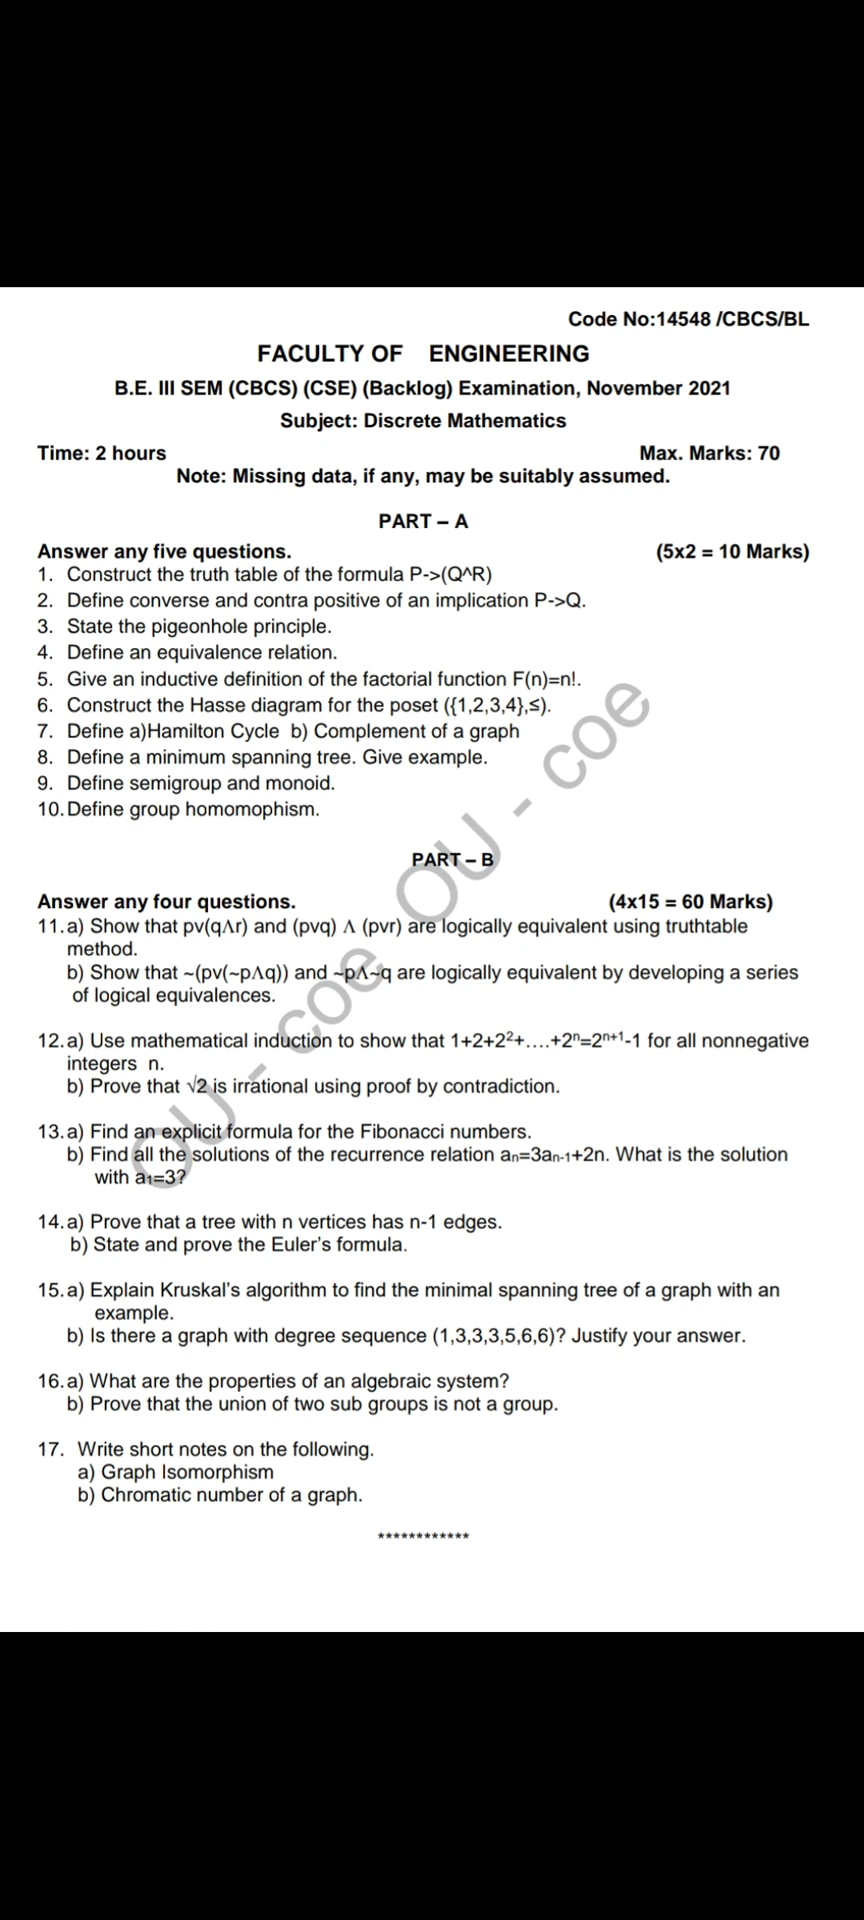 Code No:14548 /CBCS/BL
FACULTY OF ENGINEERING
B.E. III SEM (CBCS) (CSE) (Backlog) Examination, November 2021
Subject: Discrete Mathematics
Time: 2 hours Max. Marks: 70
Note: Missing data, if any, may be suitably assumed.
PART – A
Answer any five questions. (5x2 = 10 Marks)
1. Construct the truth table of the formula P->(Q^R)
2. Define converse and contra positive of an implication P->Q.
3. State the pigeonhole principle.
4. Define an equivalence relation.
5. Give an inductive definition of the factorial function F(n)=n!.
6. Construct the Hasse diagram for the poset ({1,2,3,4},≤).
7. Define a)Hamilton Cycle b) Complement of a graph
8. Define a minimum spanning tree. Give example.
9. Define semigroup and monoid.
10. Define group homomophism.
PART – B
Answer any four questions. (4x15 = 60 Marks)
11. a) Show that pv(qΛr) and (pvq) Λ (pvr) are logically equivalent using truthtable
method.
b) Show that ~(pv(~pΛq)) and ~pΛ~q are logically equivalent by developing a series
of logical equivalences.
12. a) Use mathematical induction to show that 1+2+2²+….+2ⁿ=2ⁿ⁺¹-1 for all nonnegative
integers n.
b) Prove that √2 is irrational using proof by contradiction.
13. a) Find an explicit formula for the Fibonacci numbers.
b) Find all the solutions of the recurrence relation aₙ=3aₙ₋₁+2n. What is the solution
with a₁=3?
14. a) Prove that a tree with n vertices has n-1 edges.
b) State and prove the Euler's formula.
15. a) Explain Kruskal's algorithm to find the minimal spanning tree of a graph with an
example.
b) Is there a graph with degree sequence (1,3,3,3,5,6,6)? Justify your answer.
16. a) What are the properties of an algebraic system?
b) Prove that the union of two sub groups is not a group.
17. Write short notes on the following.
a) Graph Isomorphism
b) Chromatic number of a graph.
************
OU - coe OU - coe